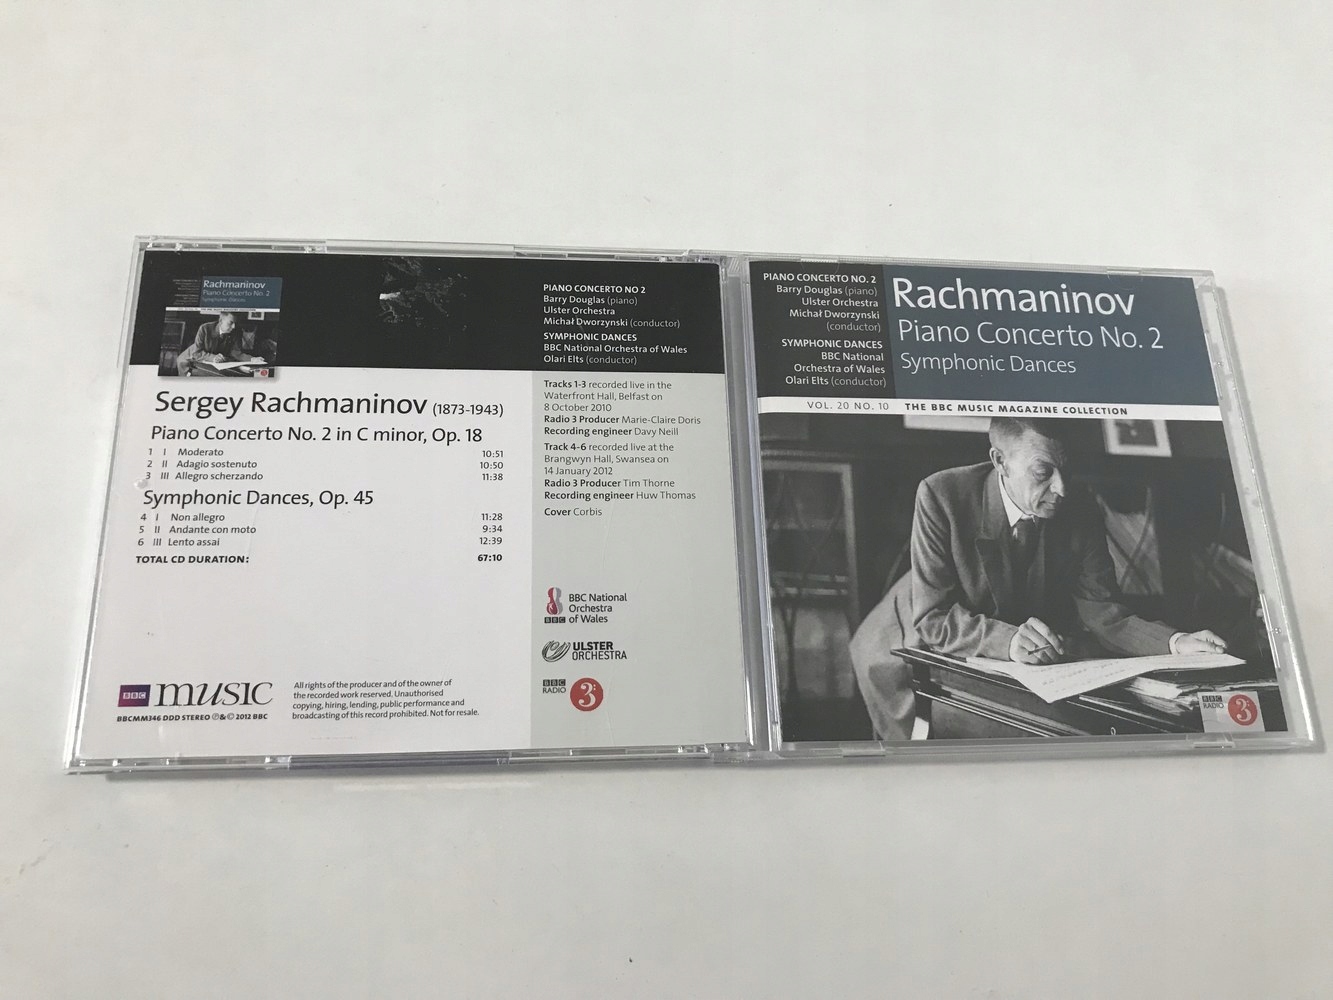 Rachmaninov
Piano Concerto No. 2
Symphonic Dances
PIANO CONCERTO NO 2
Barry Douglas (piano)
Ulster Orchestra
Michał Dworzynski (conductor)
SYMPHONIC DANCES
BBC National Orchestra of Wales
Olari Elts (conductor)
Sergey Rachmaninov (1873-1943)
Piano Concerto No. 2 in C minor, Op. 18
1 I Moderato 10:51
2 II Adagio sostenuto 10:50
3 III Allegro scherzando 11:38
Symphonic Dances, Op. 45
4 I Non allegro 11:28
5 II Andante con moto 9:34
6 III Lento assai 12:39
TOTAL CD DURATION: 67:10
Tracks 1-3 recorded live in the
Waterfront Hall, Belfast on
8 October 2010
Radio 3 Producer Marie-Claire Doris
Recording engineer Davy Neill
Track 4-6 recorded live at the
Brangwyn Hall, Swansea on
14 January 2012
Radio 3 Producer Tim Thorne
Recording engineer Huw Thomas
Cover Corbis
BBC National
Orchestra
BBC of Wales
ULSTER
ORCHESTRA
BBC
RADIO 3
BBC music
BBCMM346 DDD STEREO ℗&© 2012 BBC
All rights of the producer and of the owner of
the recorded work reserved. Unauthorised
copying, hiring, lending, public performance and
broadcasting of this record prohibited. Not for resale.
PIANO CONCERTO NO. 2
Barry Douglas (piano)
Ulster Orchestra
Michał Dworzynski
(conductor)
SYMPHONIC DANCES
BBC National
Orchestra of Wales
Olari Elts (conductor)
Rachmaninov
Piano Concerto No. 2
Symphonic Dances
VOL. 20 NO. 10 THE BBC MUSIC MAGAZINE COLLECTION
BBC
RADIO 3